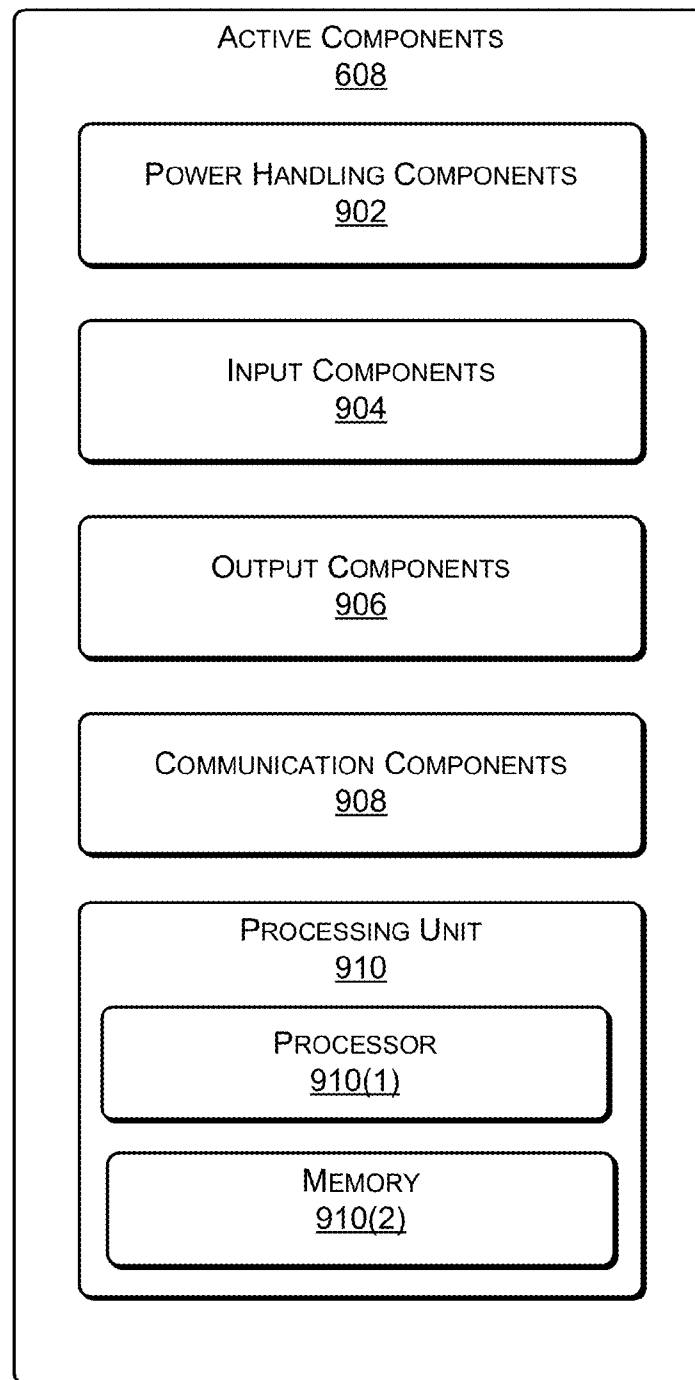 ACTIVE COMPONENTS
608
POWER HANDLING COMPONENTS
902
INPUT COMPONENTS
904
OUTPUT COMPONENTS
906
COMMUNICATION COMPONENTS
908
PROCESSING UNIT
910
PROCESSOR
910(1)
MEMORY
910(2)